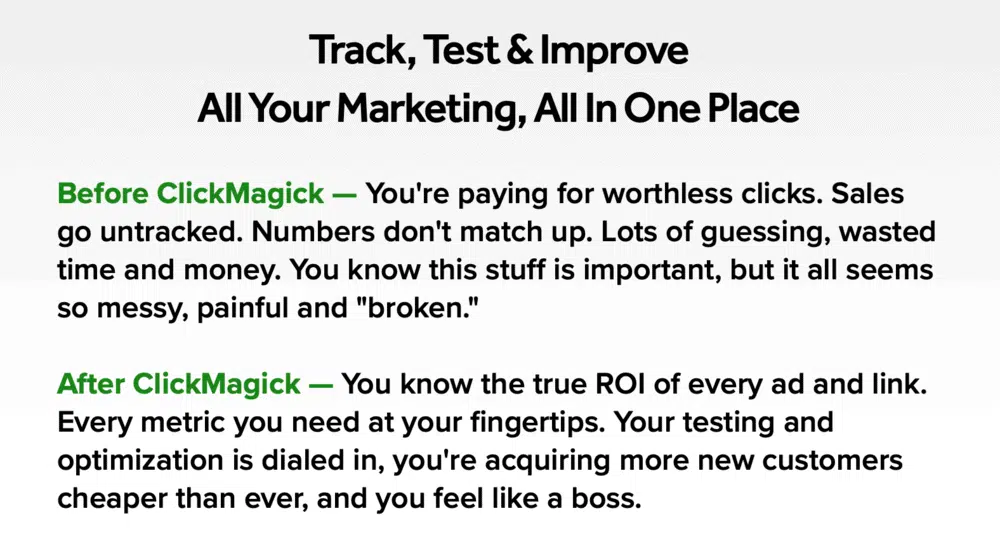 Track, Test & Improve
All Your Marketing, All In One Place
Before ClickMagick — You're paying for worthless clicks. Sales
go untracked. Numbers don't match up. Lots of guessing, wasted
time and money. You know this stuff is important, but it all seems
so messy, painful and "broken."
After ClickMagick — You know the true ROI of every ad and link.
Every metric you need at your fingertips. Your testing and
optimization is dialed in, you're acquiring more new customers
cheaper than ever, and you feel like a boss.